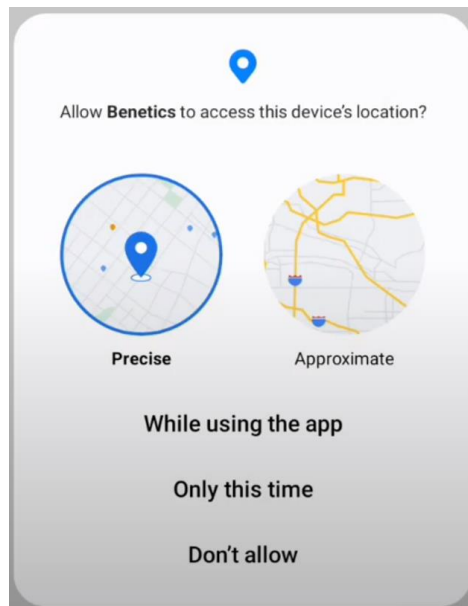 Allow Benetics to access this device's location?
Precise
Approximate
While using the app
Only this time
Don't allow